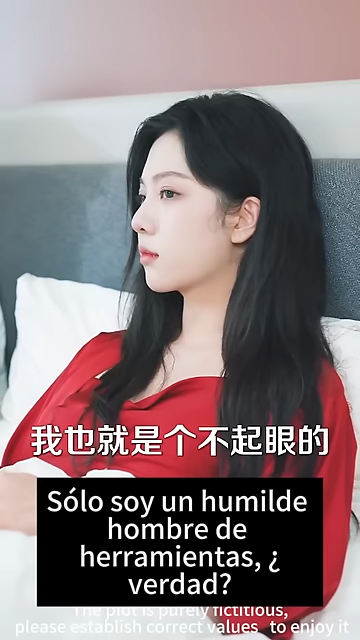 我也就是个不起眼的
Sólo soy un humilde
hombre de
herramientas, ¿
verdad?
The plot is purely fictitious,
please establish correct values to enjoy it